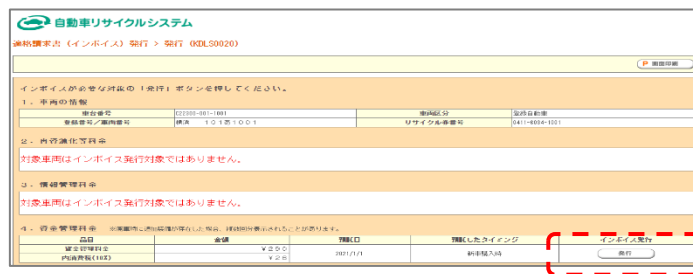 自動車リサイクルシステム
適格請求書（インボイス）発行 > 発行 (KDLS0020)
P 画面印刷
インボイスが必要な対象の「発行」ボタンを押してください。
1．車両の情報
車台番号 C22303-001-1001 車両区分 登録自動車
登録番号／車両番号 横浜 １０１あ１００１ リサイクル券番号
2．再資源化等料金
対象車両はインボイス発行対象ではありません。
3．情報管理料金
対象車両はインボイス発行対象ではありません。
4．資金管理料金
品目 金額 預託日 預託したタイミング インボイス発行
資金管理料金 ￥２９０ 2021/1/1 新車購入時 発行
内消費税(10%) ￥２６